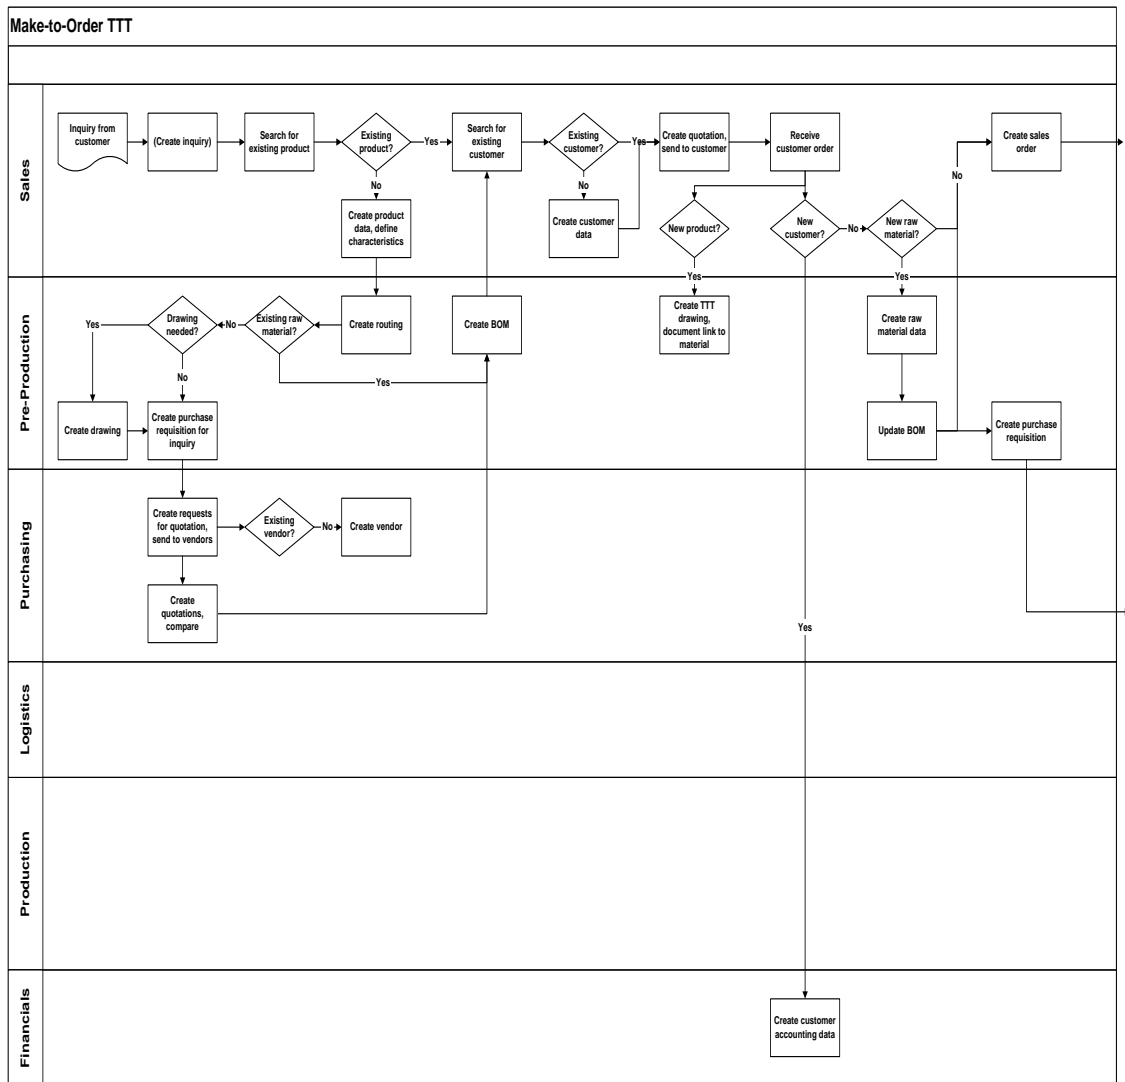 Make-to-Order TTT
Sales
Inquiry from
customer
(Create inquiry)
Search for
existing product
Existing
product?
Yes
Search for
existing
customer
Existing
customer?
Yes
Create quotation,
send to customer
Receive
customer order
Create sales
order
No
No
No
Create product
data, define
characteristics
Create customer
data
New product?
New
customer?
No
New raw
material?
Yes
Yes
Pre-Production
Yes
Drawing
needed?
No
Existing raw
material?
Create routing
Create BOM
Create TTT
drawing,
document link to
material
Create raw
material data
No
Yes
Create drawing
Create purchase
requisition for
inquiry
Update BOM
Create purchase
requisition
Purchasing
Create requests
for quotation,
send to vendors
Existing
vendor?
No
Create vendor
Create
quotations,
compare
Yes
Logistics
Production
Financials
Create customer
accounting data